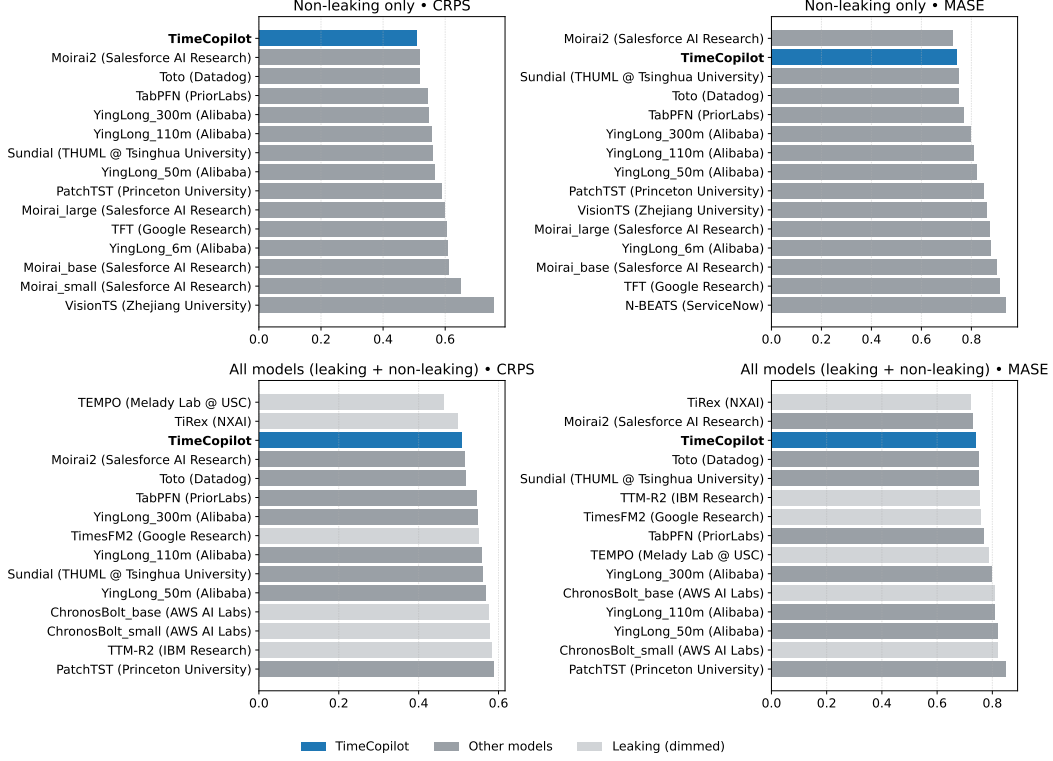 Non-leaking only • CRPS
TimeCopilot
Moirai2 (Salesforce AI Research)
Toto (Datadog)
TabPFN (PriorLabs)
YingLong_300m (Alibaba)
YingLong_110m (Alibaba)
Sundial (THUML @ Tsinghua University)
YingLong_50m (Alibaba)
PatchTST (Princeton University)
Moirai_large (Salesforce AI Research)
TFT (Google Research)
YingLong_6m (Alibaba)
Moirai_base (Salesforce AI Research)
Moirai_small (Salesforce AI Research)
VisionTS (Zhejiang University)
0.0 0.2 0.4 0.6
Non-leaking only • MASE
Moirai2 (Salesforce AI Research)
TimeCopilot
Sundial (THUML @ Tsinghua University)
Toto (Datadog)
TabPFN (PriorLabs)
YingLong_300m (Alibaba)
YingLong_110m (Alibaba)
YingLong_50m (Alibaba)
PatchTST (Princeton University)
VisionTS (Zhejiang University)
Moirai_large (Salesforce AI Research)
YingLong_6m (Alibaba)
Moirai_base (Salesforce AI Research)
TFT (Google Research)
N-BEATS (ServiceNow)
0.0 0.2 0.4 0.6 0.8
All models (leaking + non-leaking) • CRPS
TEMPO (Melady Lab @ USC)
TiRex (NXAI)
TimeCopilot
Moirai2 (Salesforce AI Research)
Toto (Datadog)
TabPFN (PriorLabs)
YingLong_300m (Alibaba)
TimesFM2 (Google Research)
YingLong_110m (Alibaba)
Sundial (THUML @ Tsinghua University)
YingLong_50m (Alibaba)
ChronosBolt_base (AWS AI Labs)
ChronosBolt_small (AWS AI Labs)
TTM-R2 (IBM Research)
PatchTST (Princeton University)
0.0 0.2 0.4 0.6
All models (leaking + non-leaking) • MASE
TiRex (NXAI)
Moirai2 (Salesforce AI Research)
TimeCopilot
Toto (Datadog)
Sundial (THUML @ Tsinghua University)
TTM-R2 (IBM Research)
TimesFM2 (Google Research)
TabPFN (PriorLabs)
TEMPO (Melady Lab @ USC)
YingLong_300m (Alibaba)
ChronosBolt_base (AWS AI Labs)
YingLong_110m (Alibaba)
YingLong_50m (Alibaba)
ChronosBolt_small (AWS AI Labs)
PatchTST (Princeton University)
0.0 0.2 0.4 0.6 0.8
TimeCopilot Other models Leaking (dimmed)